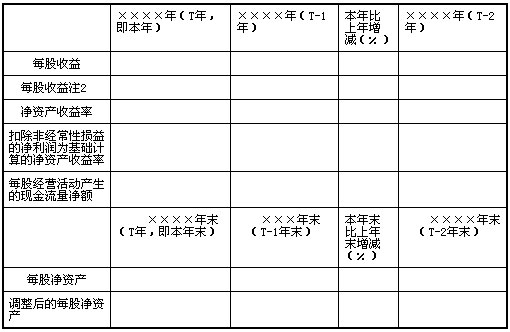 ××××年(T年,
即本年)
××××年(T-1
年)
本年比
上年增
减(%)
××××年(T-2
年)
每股收益
每股收益注2
净资产收益率
扣除非经常性损益
的净利润为基础计
算的净资产收益率
每股经营活动产生
的现金流量净额
××××年末
(T年,即本年末)
×××年末
(T-1年末)
本年末
比上年
末增减
(%)
××××年末
(T-2年末)
每股净资产
调整后的每股净资
产